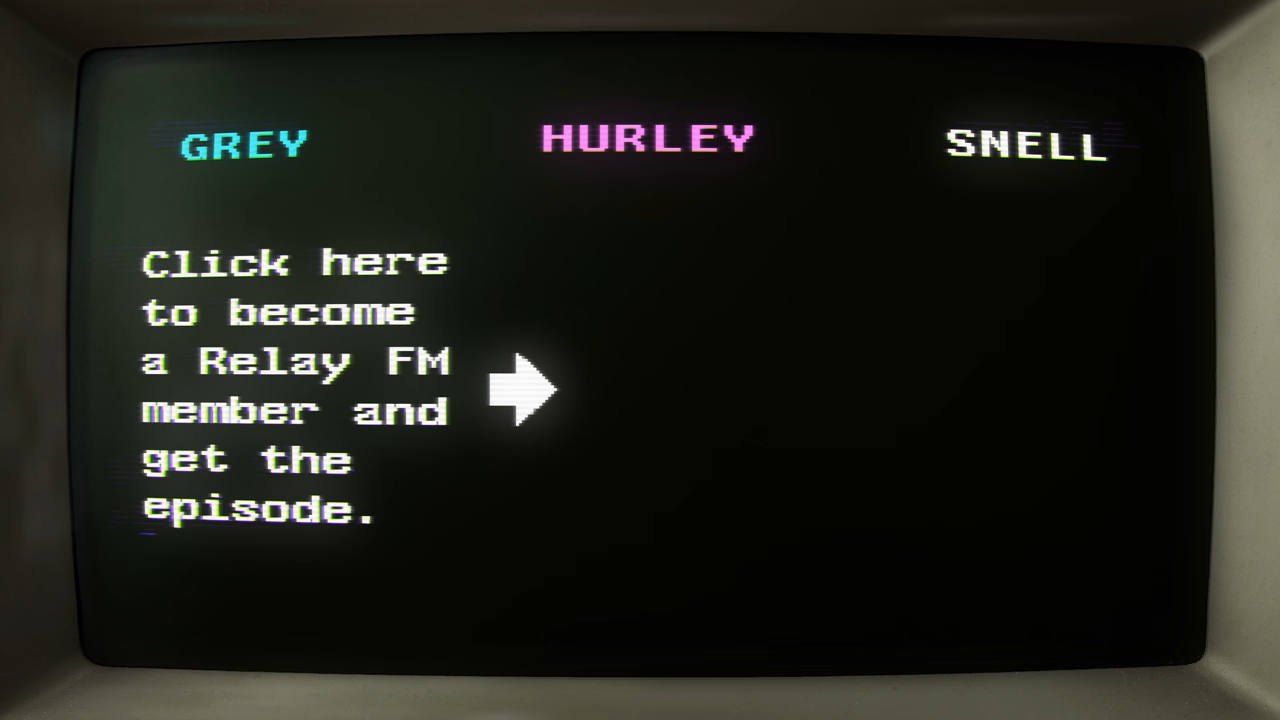 GREY HURLEY SNELL
Click here
to become
a Relay FM
member and
get the
episode.